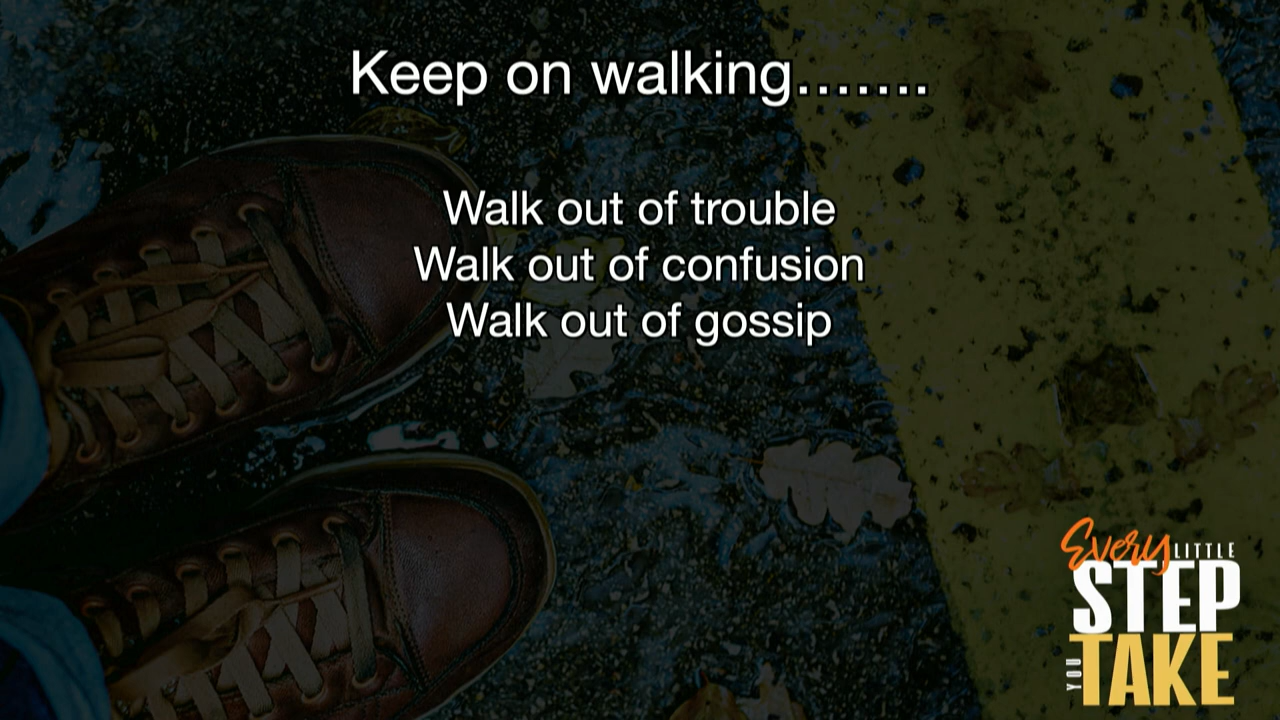 Keep on walking.......
Walk out of trouble
Walk out of confusion
Walk out of gossip
Every LITTLE
STEP
YOU TAKE